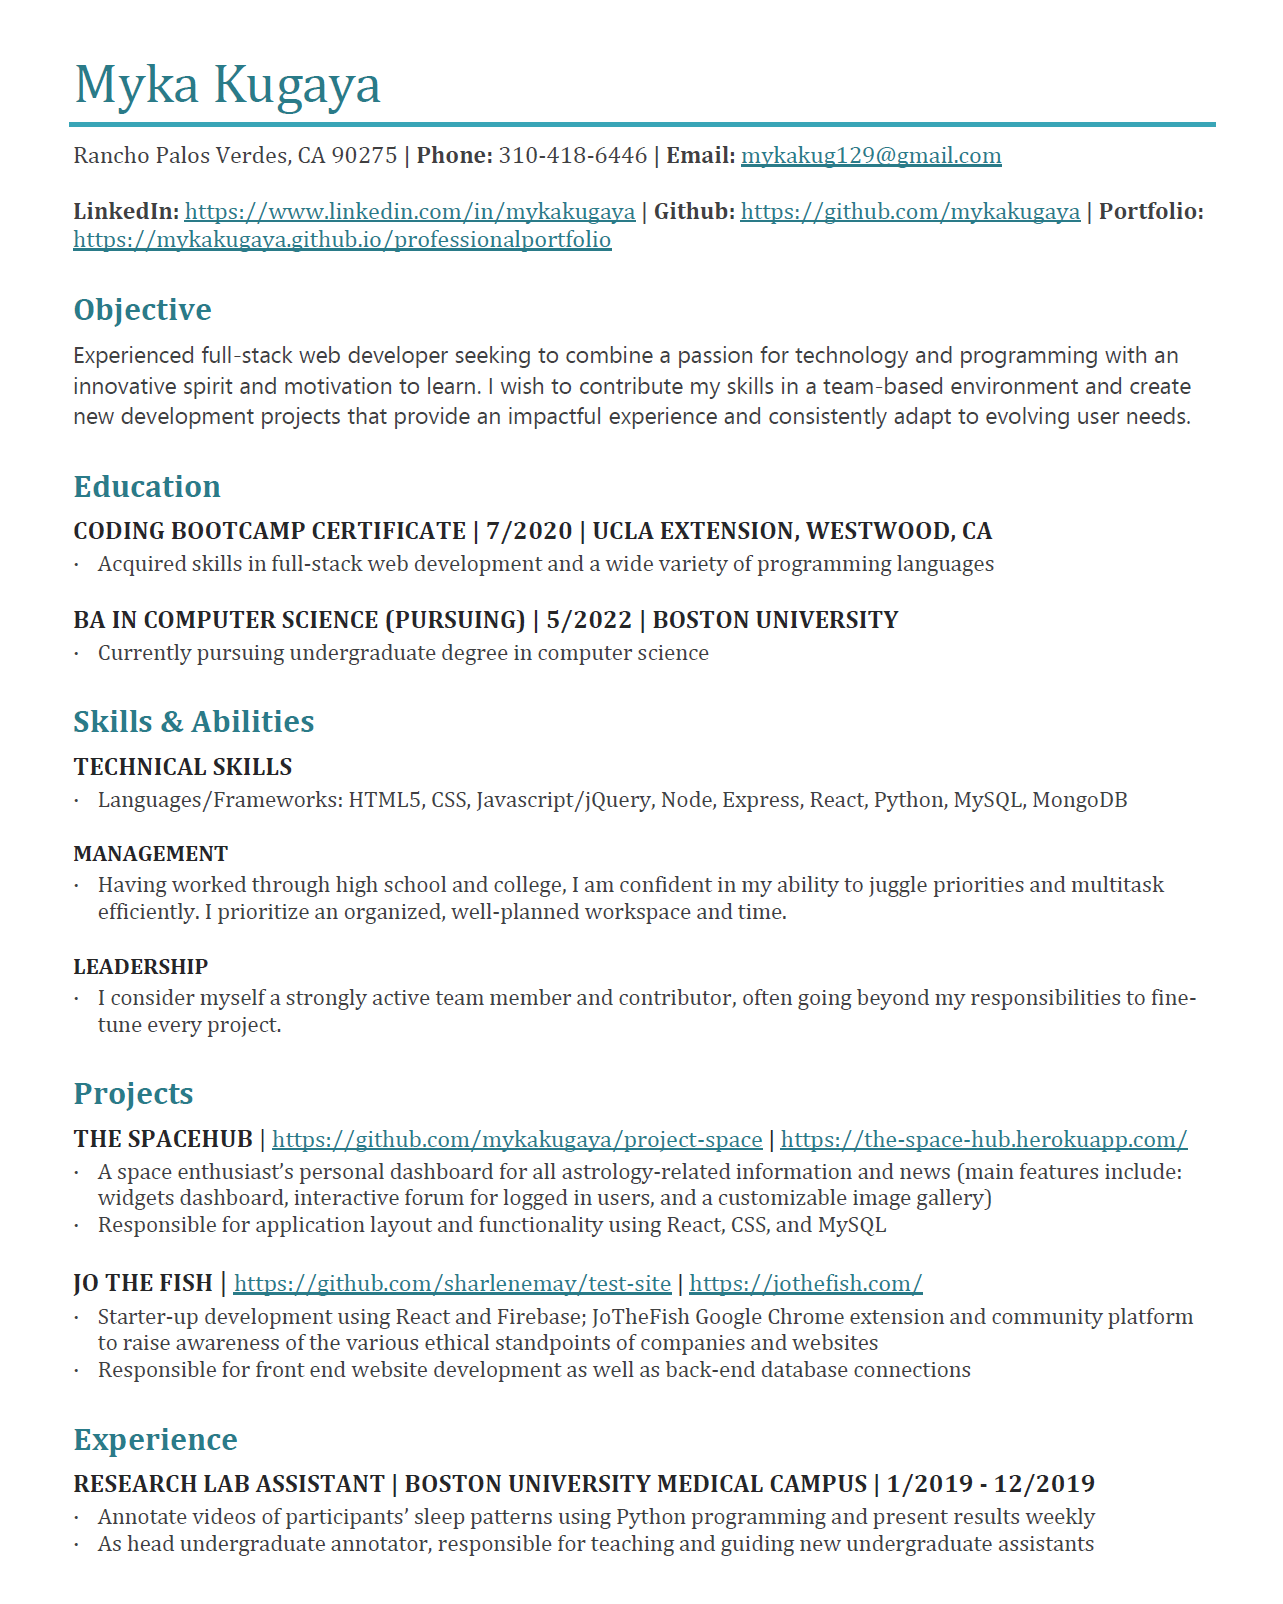 Myka Kugaya
Rancho Palos Verdes, CA 90275 | Phone: 310-418-6446 | Email: mykakug129@gmail.com
LinkedIn: https://www.linkedin.com/in/mykakugaya | Github: https://github.com/mykakugaya | Portfolio:
https://mykakugaya.github.io/professionalportfolio
Objective
Experienced full-stack web developer seeking to combine a passion for technology and programming with an
innovative spirit and motivation to learn. I wish to contribute my skills in a team-based environment and create
new development projects that provide an impactful experience and consistently adapt to evolving user needs.
Education
CODING BOOTCAMP CERTIFICATE | 7/2020 | UCLA EXTENSION, WESTWOOD, CA
· Acquired skills in full-stack web development and a wide variety of programming languages
BA IN COMPUTER SCIENCE (PURSUING) | 5/2022 | BOSTON UNIVERSITY
· Currently pursuing undergraduate degree in computer science
Skills & Abilities
TECHNICAL SKILLS
· Languages/Frameworks: HTML5, CSS, Javascript/jQuery, Node, Express, React, Python, MySQL, MongoDB
MANAGEMENT
· Having worked through high school and college, I am confident in my ability to juggle priorities and multitask
efficiently. I prioritize an organized, well-planned workspace and time.
LEADERSHIP
· I consider myself a strongly active team member and contributor, often going beyond my responsibilities to fine-
tune every project.
Projects
THE SPACEHUB | https://github.com/mykakugaya/project-space | https://the-space-hub.herokuapp.com/
· A space enthusiast’s personal dashboard for all astrology-related information and news (main features include:
widgets dashboard, interactive forum for logged in users, and a customizable image gallery)
· Responsible for application layout and functionality using React, CSS, and MySQL
JO THE FISH | https://github.com/sharlenemay/test-site | https://jothefish.com/
· Starter-up development using React and Firebase; JoTheFish Google Chrome extension and community platform
to raise awareness of the various ethical standpoints of companies and websites
· Responsible for front end website development as well as back-end database connections
Experience
RESEARCH LAB ASSISTANT | BOSTON UNIVERSITY MEDICAL CAMPUS | 1/2019 - 12/2019
· Annotate videos of participants’ sleep patterns using Python programming and present results weekly
· As head undergraduate annotator, responsible for teaching and guiding new undergraduate assistants